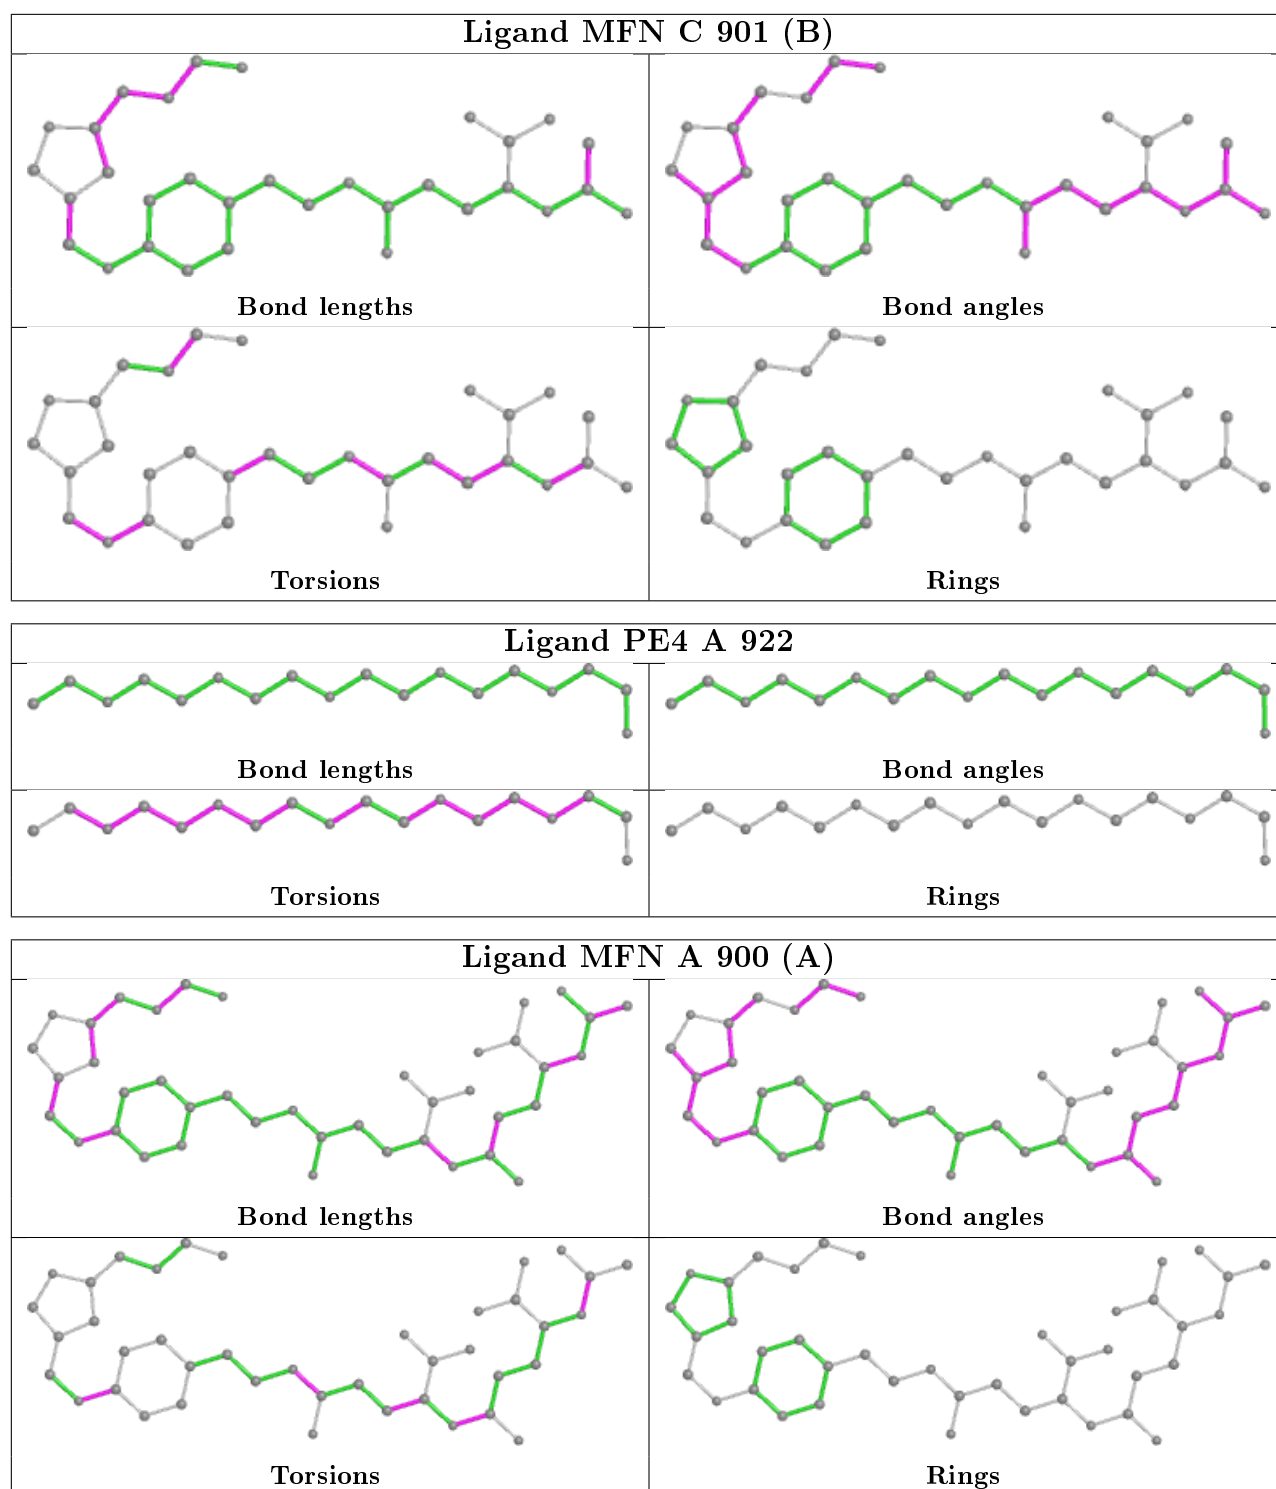 Ligand MFN C 901 (B)
Bond lengths
Bond angles
Torsions
Rings
Ligand PE4 A 922
Bond lengths
Bond angles
Torsions
Rings
Ligand MFN A 900 (A)
Bond lengths
Bond angles
Torsions
Rings